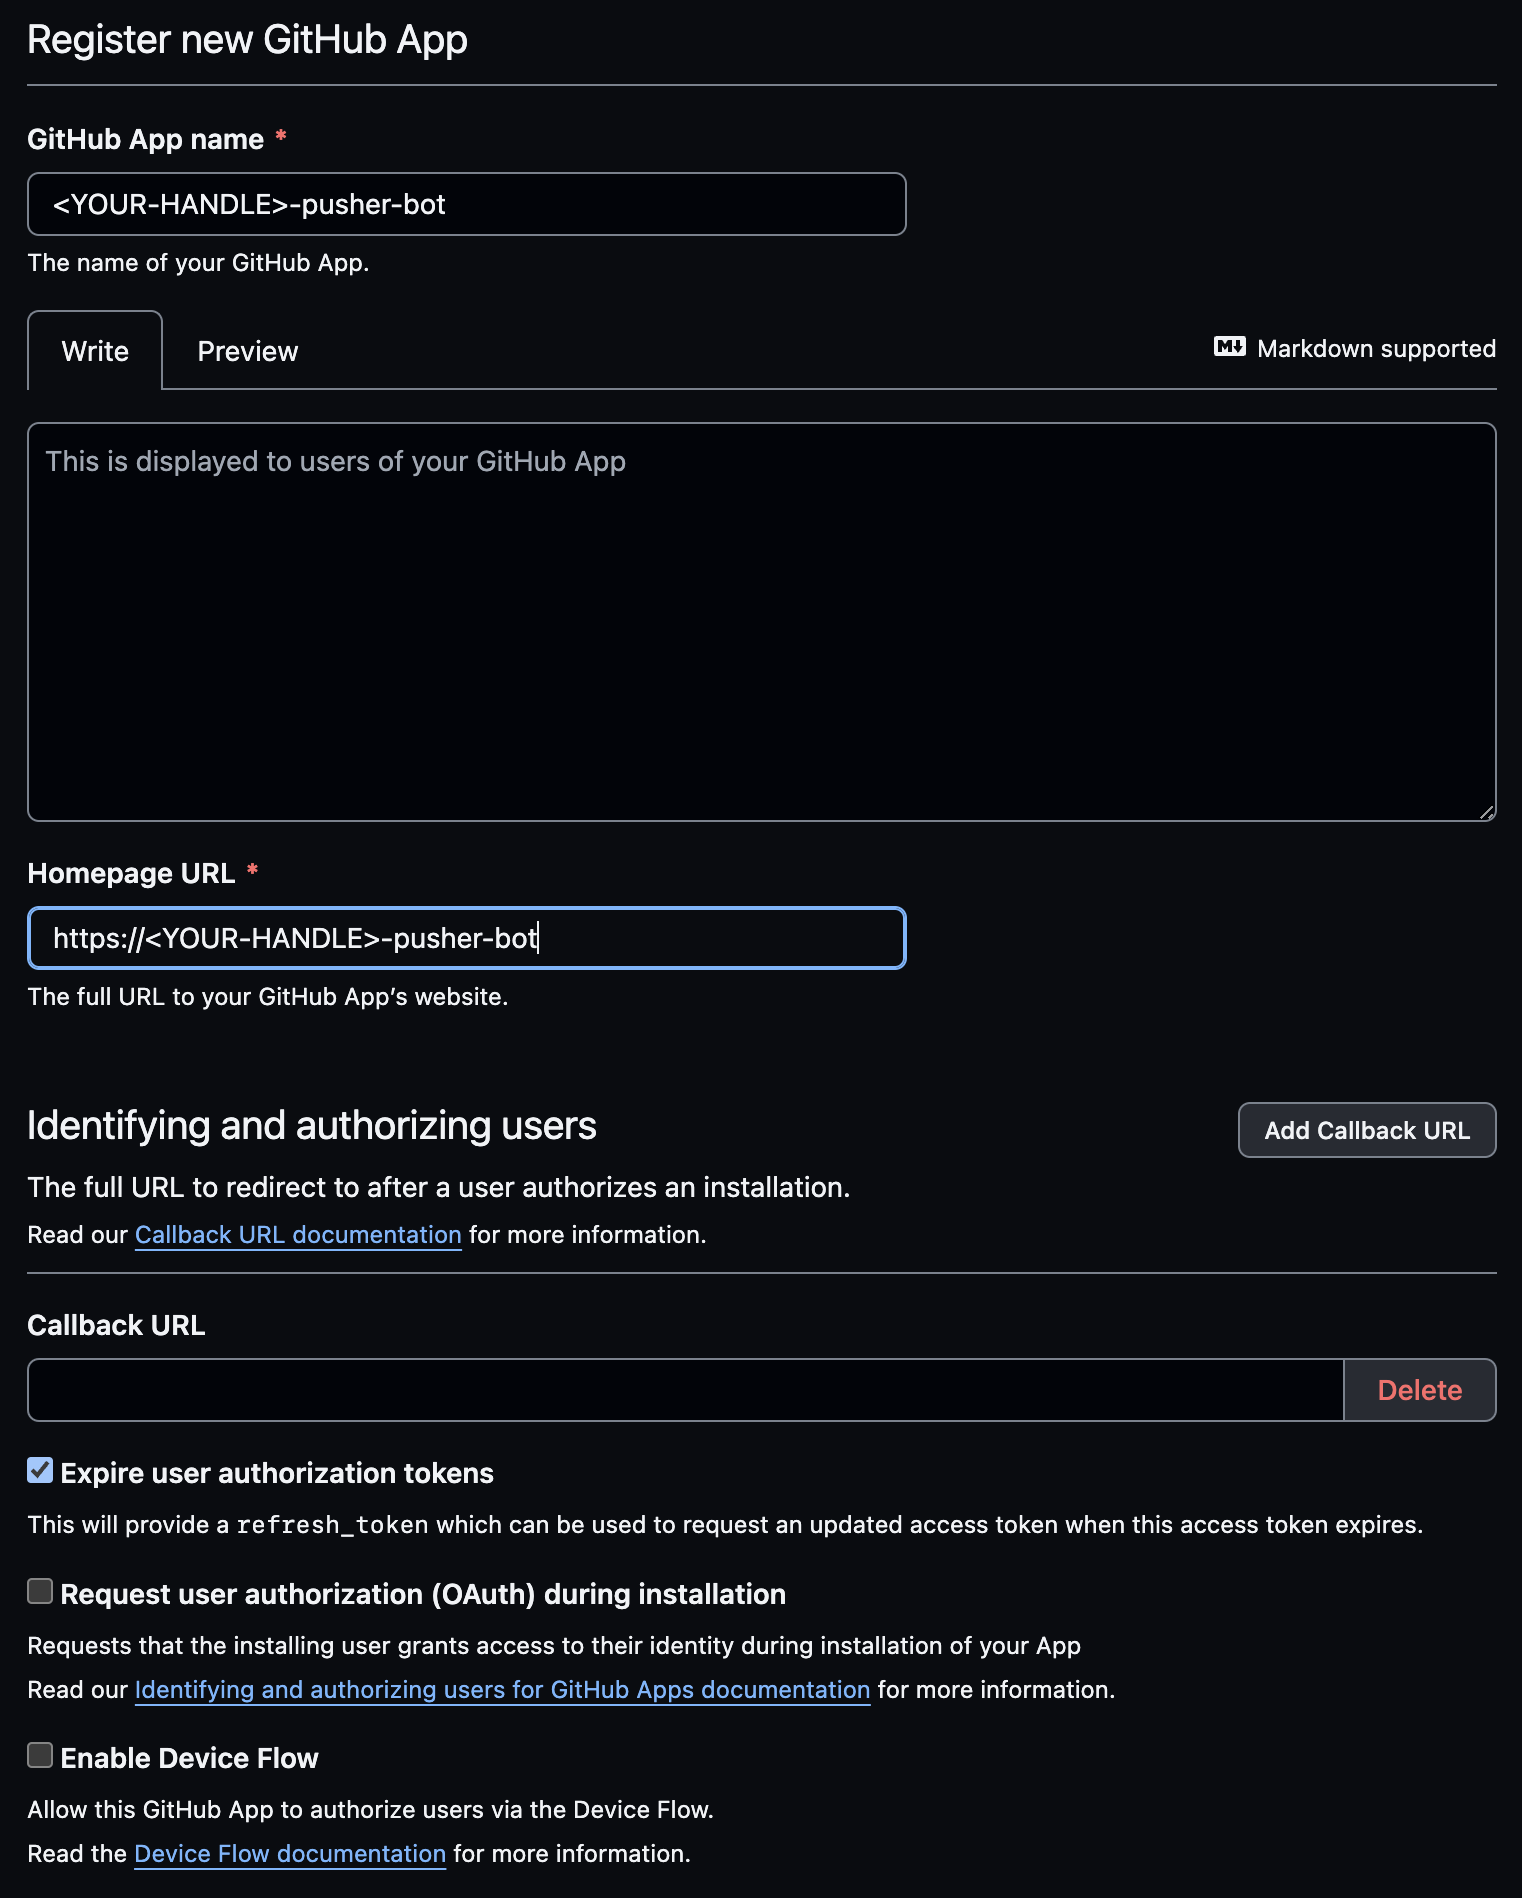 Register new GitHub App
GitHub App name *
<YOUR-HANDLE>-pusher-bot
The name of your GitHub App.
Write
Preview
Markdown supported
This is displayed to users of your GitHub App
Homepage URL *
https://<YOUR-HANDLE>-pusher-bot
The full URL to your GitHub App’s website.
Identifying and authorizing users
Add Callback URL
The full URL to redirect to after a user authorizes an installation.
Read our Callback URL documentation for more information.
Callback URL
Delete
Expire user authorization tokens
This will provide a refresh_token which can be used to request an updated access token when this access token expires.
Request user authorization (OAuth) during installation
Requests that the installing user grants access to their identity during installation of your App
Read our Identifying and authorizing users for GitHub Apps documentation for more information.
Enable Device Flow
Allow this GitHub App to authorize users via the Device Flow.
Read the Device Flow documentation for more information.